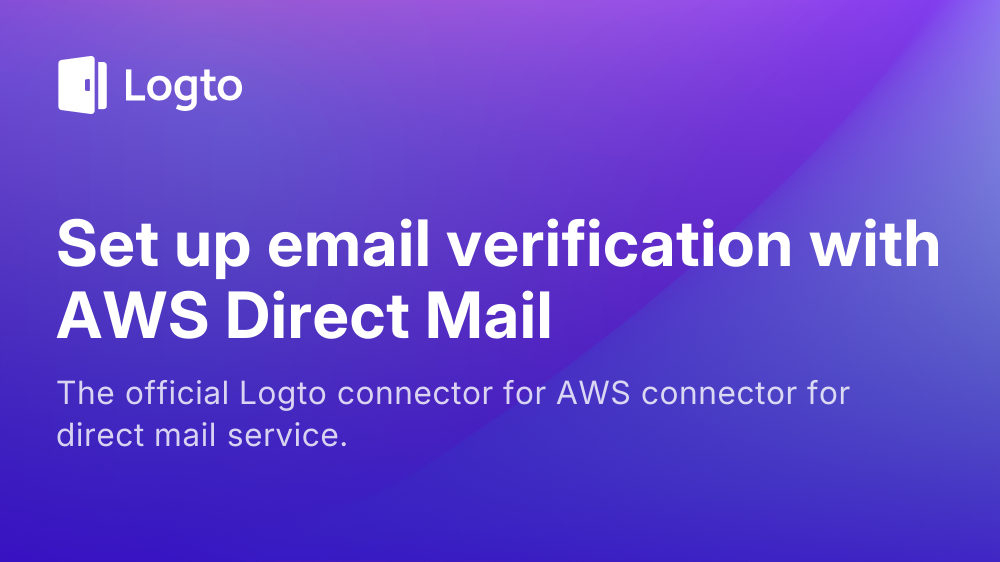 Logto
Set up email verification with
AWS Direct Mail
The official Logto connector for AWS connector for
direct mail service.